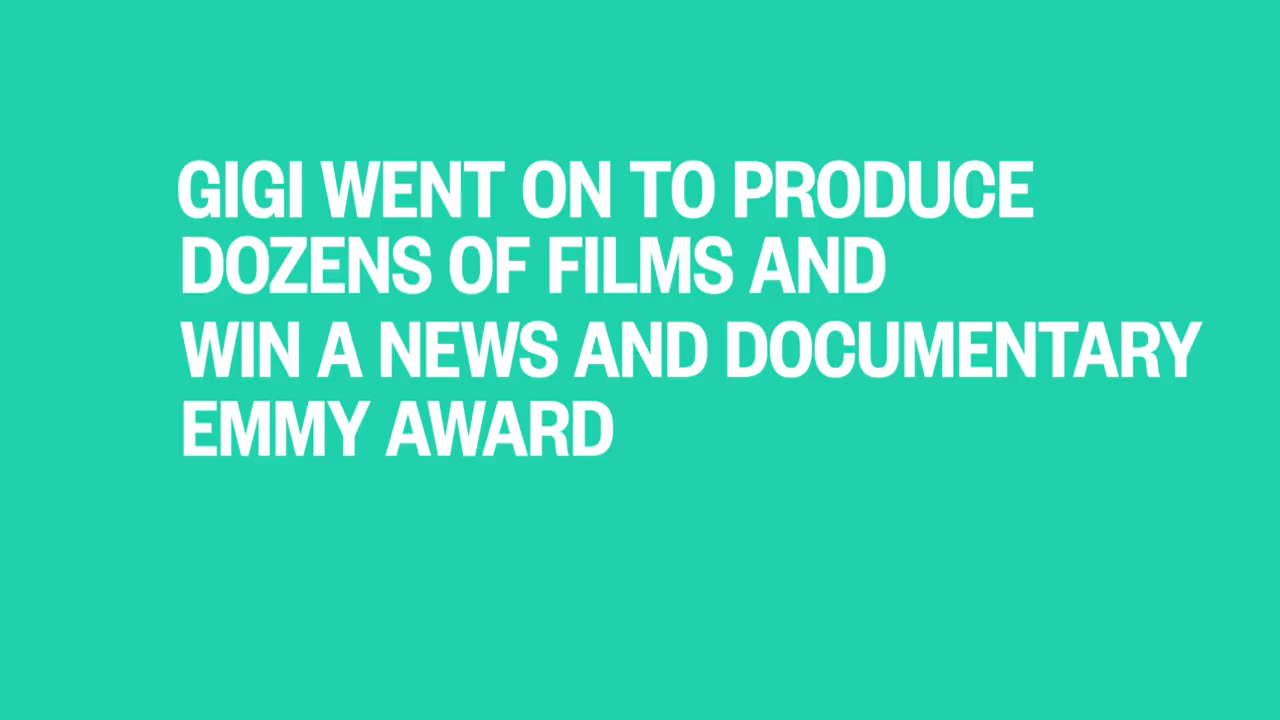 GIGI WENT ON TO PRODUCE
DOZENS OF FILMS AND
WIN A NEWS AND DOCUMENTARY
EMMY AWARD